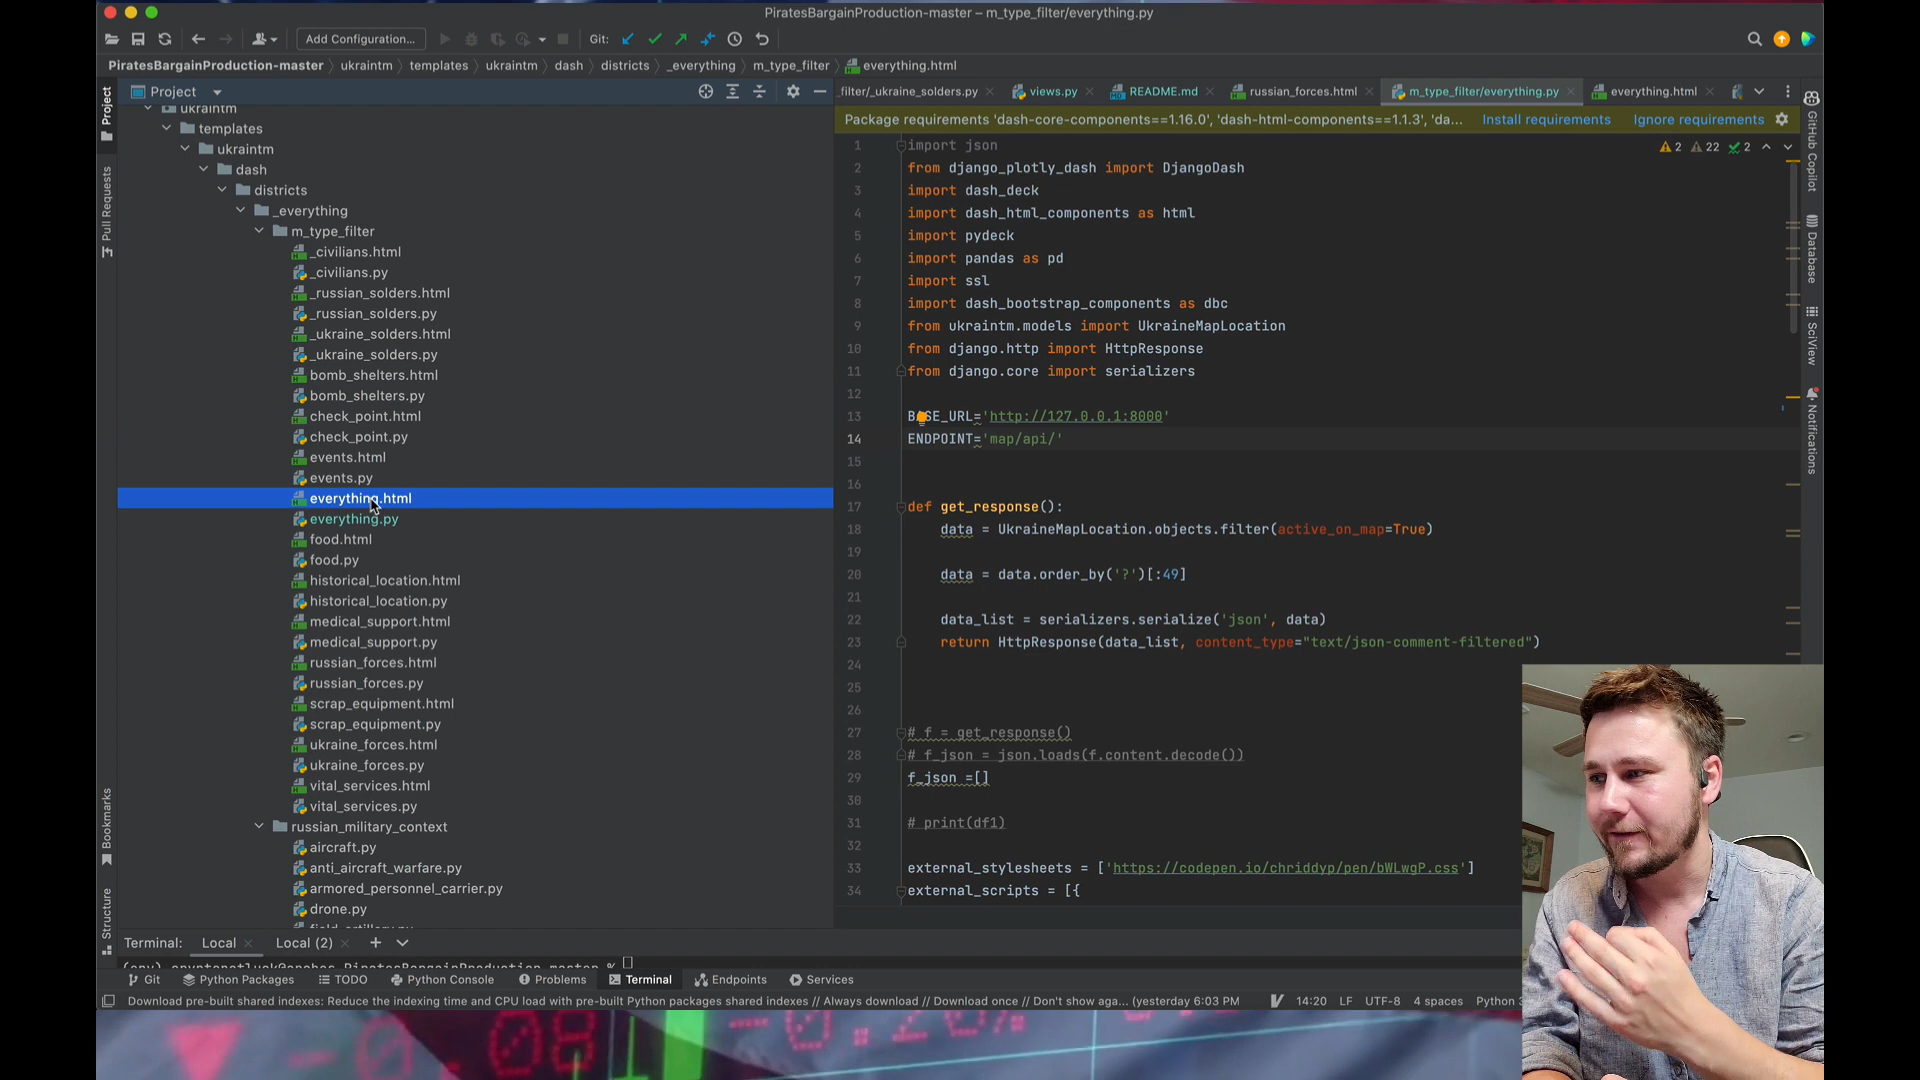 PiratesBargainProduction-master – m_type_filter/everything.py
Add Configuration...
Git:
PiratesBargainProduction-master
ukraintm
templates
ukraintm
dash
districts
_everything
m_type_filter
everything.html
Project
_filter/_ukraine_solders.py
views.py
README.md
russian_forces.html
m_type_filter/everything.py
everything.html
Package requirements 'dash-core-components==1.16.0', 'dash-html-components==1.1.3', 'da...
Install requirements
Ignore requirements
2
22
2
Project
Pull Requests
Bookmarks
Structure
ukraintm
templates
ukraintm
dash
districts
_everything
m_type_filter
_civilians.html
_civilians.py
_russian_solders.html
_russian_solders.py
_ukraine_solders.html
_ukraine_solders.py
bomb_shelters.html
bomb_shelters.py
check_point.html
check_point.py
events.html
events.py
everything.html
everything.py
food.html
food.py
historical_location.html
historical_location.py
medical_support.html
medical_support.py
russian_forces.html
russian_forces.py
scrap_equipment.html
scrap_equipment.py
ukraine_forces.html
ukraine_forces.py
vital_services.html
vital_services.py
russian_military_context
aircraft.py
anti_aircraft_warfare.py
armored_personnel_carrier.py
drone.py
1 import json
2 from django_plotly_dash import DjangoDash
3 import dash_deck
4 import dash_html_components as html
5 import pydeck
6 import pandas as pd
7 import ssl
8 import dash_bootstrap_components as dbc
9 from ukraintm.models import UkraineMapLocation
10 from django.http import HttpResponse
11 from django.core import serializers
12
13 BASE_URL='http://127.0.0.1:8000'
14 ENDPOINT='map/api/'
15
16
17 def get_response():
18 data = UkraineMapLocation.objects.filter(active_on_map=True)
19
20 data = data.order_by('?')[:49]
21
22 data_list = serializers.serialize('json', data)
23 return HttpResponse(data_list, content_type="text/json-comment-filtered")
24
25
26
27 # f = get_response()
28 # f_json = json.loads(f.content.decode())
29 f_json =[]
30
31 # print(df1)
32
33 external_stylesheets = ['https://codepen.io/chriddyp/pen/bWLwgP.css']
34 external_scripts = [{
GitHub Copilot
Database
SciView
Notifications
Terminal:
Local
Local (2)
Git
Python Packages
TODO
Python Console
Problems
Terminal
Endpoints
Services
Download pre-built shared indexes: Reduce the indexing time and CPU load with pre-built Python packages shared indexes // Always download // Download once // Don't show aga... (yesterday 6:03 PM)
14:20
LF
UTF-8
4 spaces
Python 3
-0.08